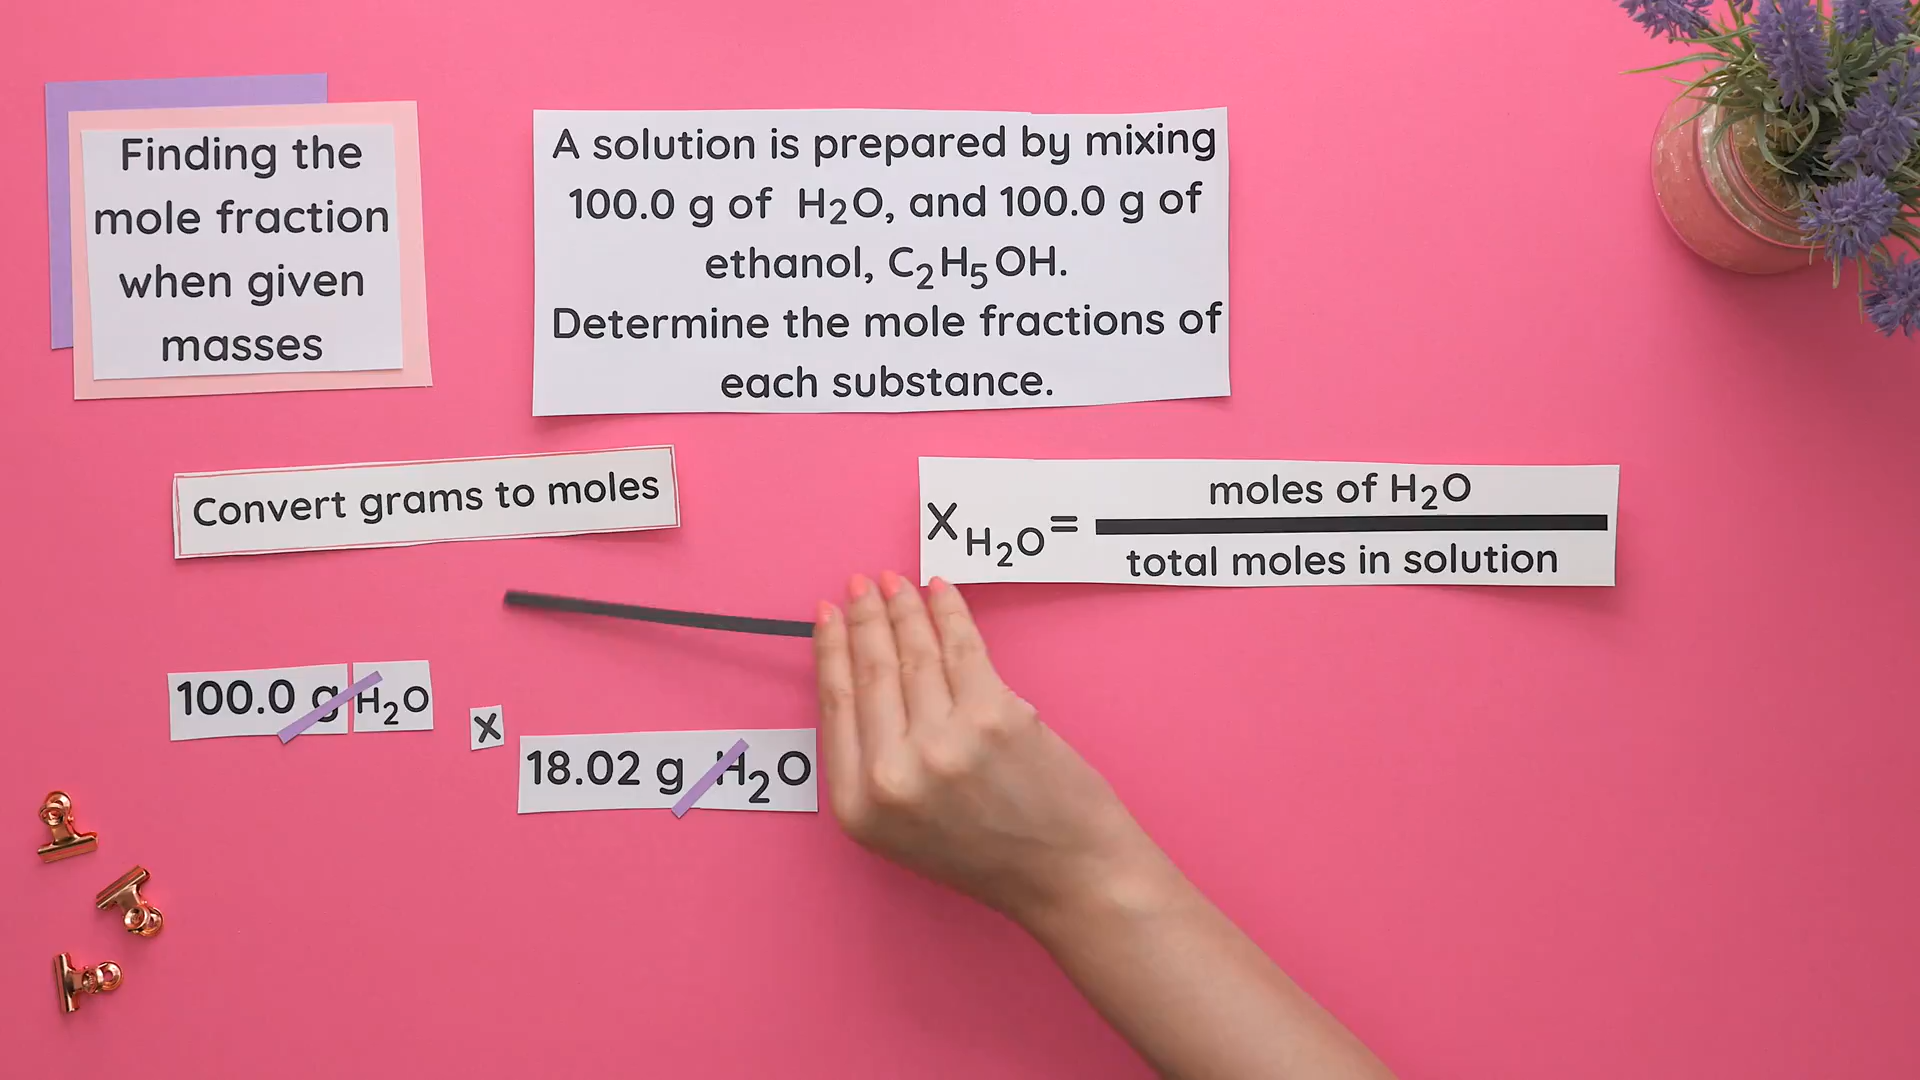 Finding the
mole fraction
when given
masses
A solution is prepared by mixing
100.0 g of H₂O, and 100.0 g of
ethanol, C₂H₅OH.
Determine the mole fractions of
each substance.
Convert grams to moles
moles of H₂O
X H₂O =
total moles in solution
100.0 g H₂O
x
18.02 g H₂O